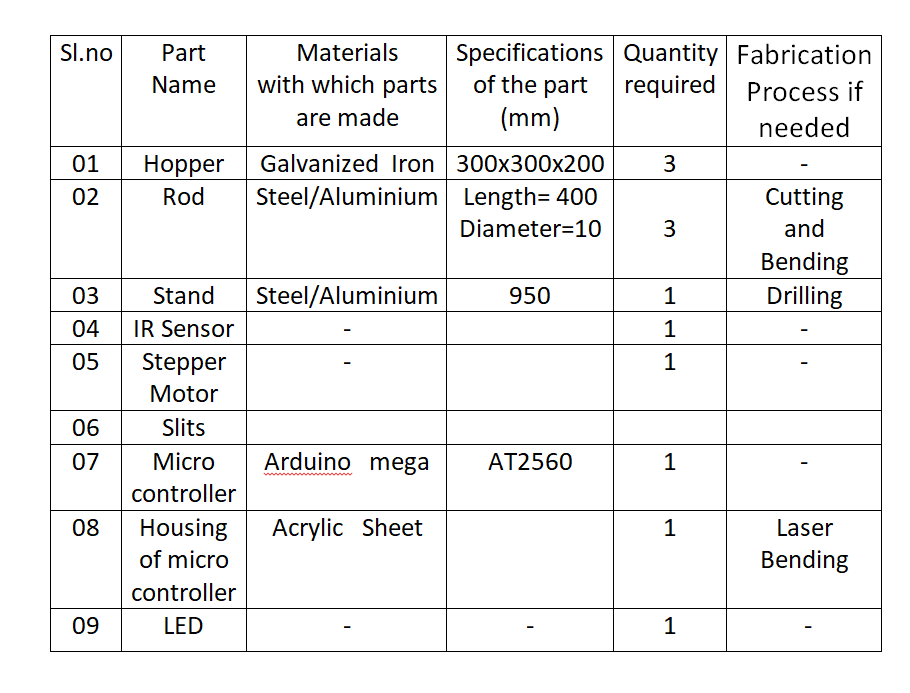 Sl.no Part Name Materials with which parts are made Specifications of the part (mm) Quantity required Fabrication Process if needed
01 Hopper Galvanized Iron 300x300x200 3 -
02 Rod Steel/Aluminium Length= 400 Diameter=10 3 Cutting and Bending
03 Stand Steel/Aluminium 950 1 Drilling
04 IR Sensor - 1 -
05 Stepper Motor - 1 -
06 Slits
07 Micro controller Arduino mega AT2560 1 -
08 Housing of micro controller Acrylic Sheet 1 Laser Bending
09 LED - - 1 -